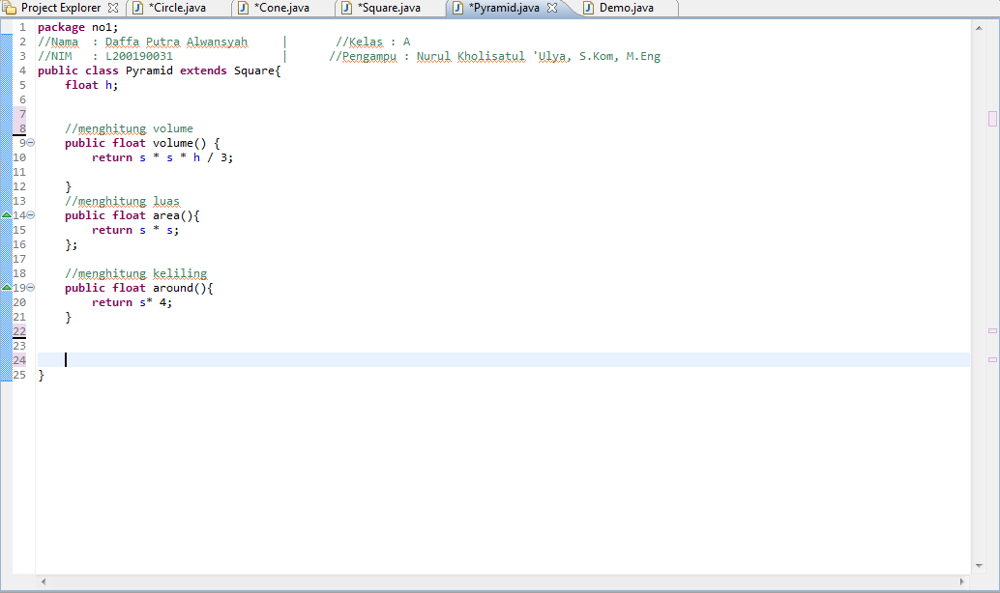 Project Explorer *Circle.java *Cone.java *Square.java *Pyramid.java Demo.java
1 package no1;
2 //Nama  : Daffa Putra Alwansyah     |       //Kelas : A
3 //NIM   : L200190031                |      //Pengampu : Nurul Kholisatul 'Ulya, S.Kom, M.Eng
4 public class Pyramid extends Square{
5     float h;
6
7
8     //menghitung volume
9     public float volume() {
10         return s * s * h / 3;
11
12     }
13     //menghitung luas
14     public float area(){
15         return s * s;
16     };
17
18     //menghitung keliling
19     public float around(){
20         return s* 4;
21     }
22
23
24
25 }